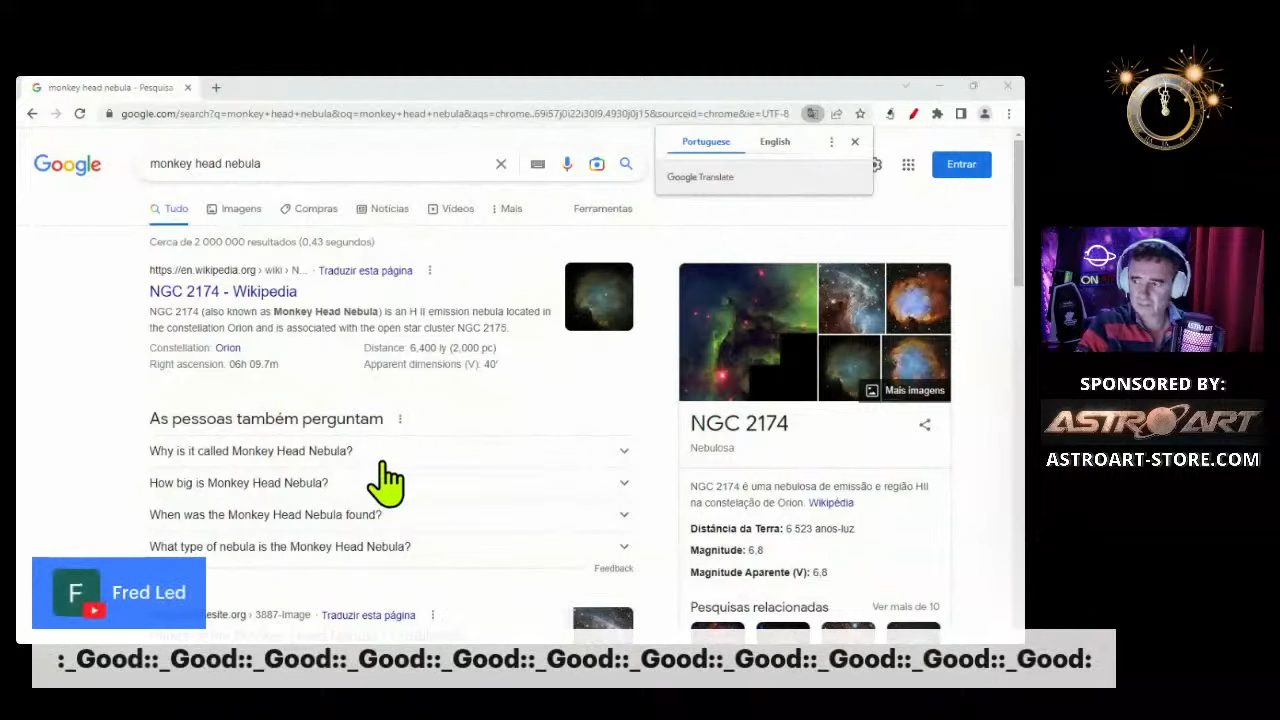 monkey head nebula - Pesquisa
google.com/search?q=monkey+head+nebula&oq=monkey+head+nebula&aqs=chrome..69i57j0i22i30l9.4930j0j15&sourceid=chrome&ie=UTF-8
Portuguese English
Google Translate
Google
monkey head nebula
Entrar
Tudo Imagens Compras Notícias Vídeos Mais Ferramentas
Cerca de 2 000 000 resultados (0,43 segundos)
https://en.wikipedia.org › wiki › N... Traduzir esta página
NGC 2174 - Wikipedia
NGC 2174 (also known as Monkey Head Nebula) is an H II emission nebula located in
the constellation Orion and is associated with the open star cluster NGC 2175.
Constellation: Orion Distance: 6,400 ly (2,000 pc)
Right ascension: 06h 09.7m Apparent dimensions (V): 40′
As pessoas também perguntam
Why is it called Monkey Head Nebula?
How big is Monkey Head Nebula?
When was the Monkey Head Nebula found?
What type of nebula is the Monkey Head Nebula?
Feedback
esite.org › 3887-Image Traduzir esta página
Mais imagens
NGC 2174
Nebulosa
NGC 2174 é uma nebulosa de emissão e região HII
na constelação de Orion. Wikipédia
Distância da Terra: 6 523 anos-luz
Magnitude: 6,8
Magnitude Aparente (V): 6,8
Pesquisas relacionadas Ver mais de 10
F Fred Led
:_Good::_Good::_Good::_Good::_Good::_Good::_Good::_Good::_Good::_Good::_Good:
ON
ASTRO ART
SPONSORED BY:
ASTROART
ASTROART-STORE.COM